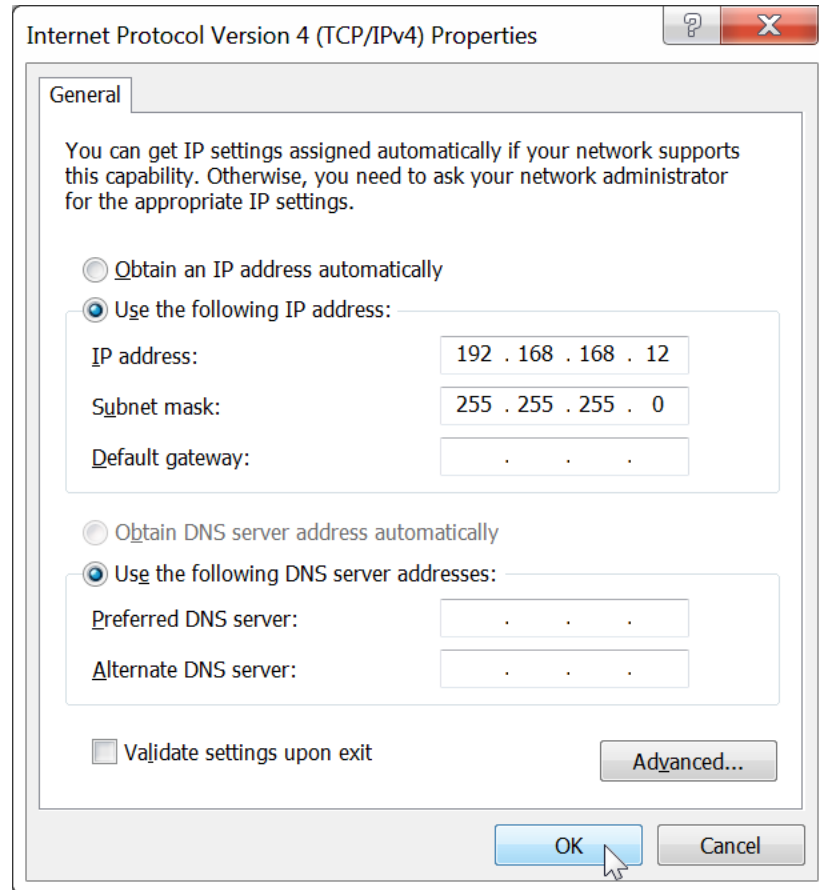 Internet Protocol Version 4 (TCP/IPv4) Properties
General
You can get IP settings assigned automatically if your network supports
this capability. Otherwise, you need to ask your network administrator
for the appropriate IP settings.
Obtain an IP address automatically
Use the following IP address:
IP address: 192 . 168 . 168 . 12
Subnet mask: 255 . 255 . 255 . 0
Default gateway: . . .
Obtain DNS server address automatically
Use the following DNS server addresses:
Preferred DNS server: . . .
Alternate DNS server: . . .
Validate settings upon exit
Advanced...
OK Cancel